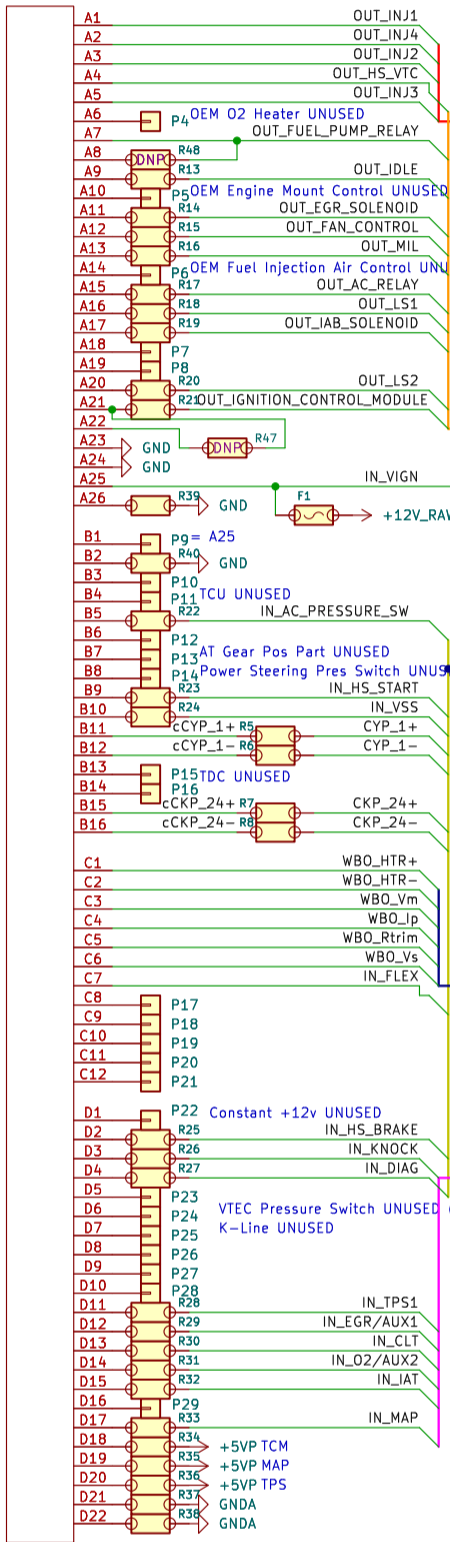 A1 OUT_INJ1
A2 OUT_INJ4
A3 OUT_INJ2
A4 OUT_HS_VTC
A5 OUT_INJ3
A6 P4 OEM O2 Heater UNUSED
A7 OUT_FUEL_PUMP_RELAY
A8 DNP R48
A9 R13 OUT_IDLE
A10 P5 OEM Engine Mount Control UNUSED
A11 R14 OUT_EGR_SOLENOID
A12 R15 OUT_FAN_CONTROL
A13 R16 OUT_MIL
A14 P6 OEM Fuel Injection Air Control UNU
A15 R17 OUT_AC_RELAY
A16 R18 OUT_LS1
A17 R19 OUT_IAB_SOLENOID
A18 P7
A19 P8
A20 R20 OUT_LS2
A21 R21 OUT_IGNITION_CONTROL_MODULE
A22
A23 GND DNP R47
A24 GND
A25 IN_VIGN
A26 R39 GND F1 +12V_RAW
B1 P9 = A25
B2 R40 GND
B3 P10
B4 P11 TCU UNUSED
B5 R22 IN_AC_PRESSURE_SW
B6 P12
B7 P13 AT Gear Pos Part UNUSED
B8 P14 Power Steering Pres Switch UNUS
B9 R23 IN_HS_START
B10 R24 IN_VSS
B11 cCYP_1+ R5 CYP_1+
B12 cCYP_1- R6 CYP_1-
B13 P15 TDC UNUSED
B14 P16
B15 cCKP_24+ R7 CKP_24+
B16 cCKP_24- R8 CKP_24-
C1 WBO_HTR+
C2 WBO_HTR-
C3 WBO_Vm
C4 WBO_Ip
C5 WBO_Rtrim
C6 WBO_Vs
C7 IN_FLEX
C8 P17
C9 P18
C10 P19
C11 P20
C12 P21
D1 P22 Constant +12v UNUSED
D2 R25 IN_HS_BRAKE
D3 R26 IN_KNOCK
D4 R27 IN_DIAG
D5 P23 VTEC Pressure Switch UNUSED
D6 P24 K-Line UNUSED
D7 P25
D8 P26
D9 P27
D10 P28
D11 R28 IN_TPS1
D12 R29 IN_EGR/AUX1
D13 R30 IN_CLT
D14 R31 IN_O2/AUX2
D15 R32 IN_IAT
D16 P29
D17 R33 IN_MAP
D18 R34 +5VP TCM
D19 R35 +5VP MAP
D20 R36 +5VP TPS
D21 R37 GNDA
D22 R38 GNDA